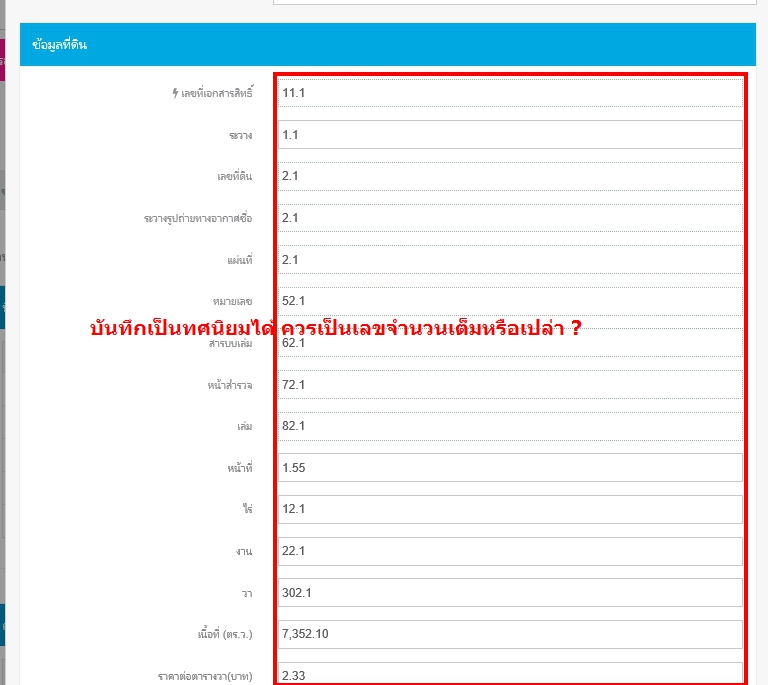 ข้อมูลที่ดิน
เลขที่เอกสารสิทธิ์ 11.1
ระวาง 1.1
เลขที่ดิน 2.1
ระวางรูปถ่ายทางอากาศชื่อ 2.1
แผ่นที่ 2.1
หมายเลข 52.1
บันทึกเป็นทศนิยมได้ ควรเป็นเลขจำนวนเต็มหรือเปล่า ?
สารบบเล่ม 62.1
หน้าสำรวจ 72.1
เล่ม 82.1
หน้าที่ 1.55
ไร่ 12.1
งาน 22.1
วา 302.1
เนื้อที่ (ตร.ว.) 7,352.10
ราคาต่อตารางวา(บาท) 2.33